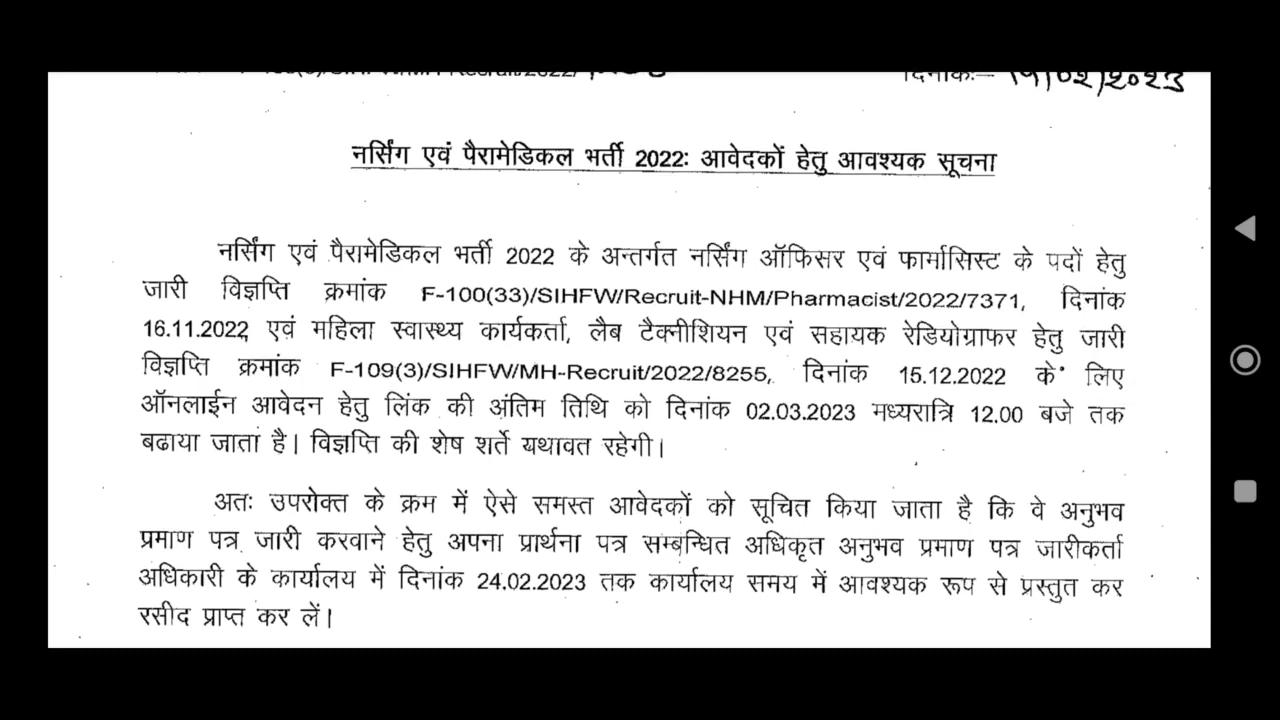 दिनांकः— 14/02/2023
नर्सिंग एवं पैरामेडिकल भर्ती 2022: आवेदकों हेतु आवश्यक सूचना
नर्सिंग एवं पैरामेडिकल भर्ती 2022 के अन्तर्गत नर्सिंग ऑफिसर एवं फार्मासिस्ट के पदों हेतु
जारी विज्ञप्ति क्रमांक F-100(33)/SIHFW/Recruit-NHM/Pharmacist/2022/7371, दिनांक
16.11.2022 एवं महिला स्वास्थ्य कार्यकर्ता, लैब टैक्नीशियन एवं सहायक रेडियोग्राफर हेतु जारी
विज्ञप्ति क्रमांक F-109(3)/SIHFW/MH-Recruit/2022/8255, दिनांक 15.12.2022 के लिए
ऑनलाईन आवेदन हेतु लिंक की अंतिम तिथि को दिनांक 02.03.2023 मध्यरात्रि 12.00 बजे तक
बढाया जाता है। विज्ञप्ति की शेष शर्ते यथावत रहेगी।
अतः उपरोक्त के क्रम में ऐसे समस्त आवेदकों को सूचित किया जाता है कि वे अनुभव
प्रमाण पत्र जारी करवाने हेतु अपना प्रार्थना पत्र सम्बन्धित अधिकृत अनुभव प्रमाण पत्र जारीकर्ता
अधिकारी के कार्यालय में दिनांक 24.02.2023 तक कार्यालय समय में आवश्यक रूप से प्रस्तुत कर
रसीद प्राप्त कर लें।